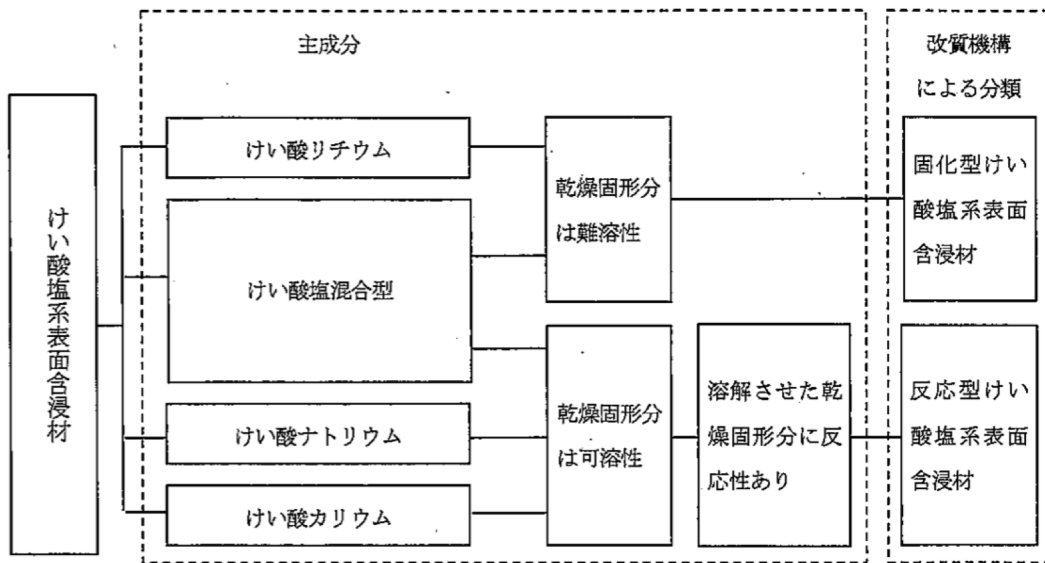 主成分
改質機構
による分類
けい酸塩系表面含浸材
けい酸リチウム
けい酸塩混合型
けい酸ナトリウム
けい酸カリウム
乾燥固形分
は難溶性
乾燥固形分
は可溶性
溶解させた乾
燥固形分に反
応性あり
固化型けい
酸塩系表面
含浸材
反応型けい
酸塩系表面
含浸材